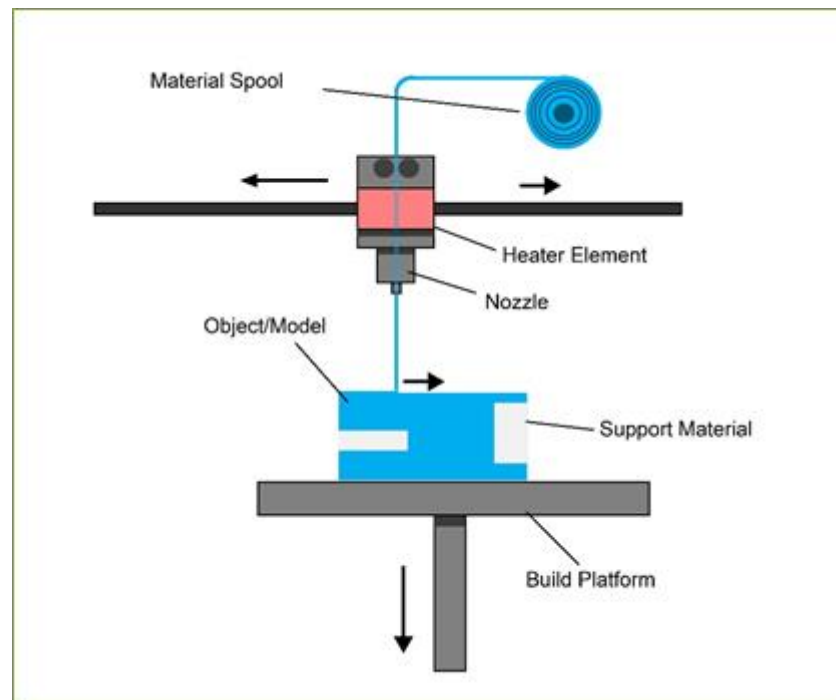 Material Spool
Heater Element
Nozzle
Object/Model
Support Material
Build Platform